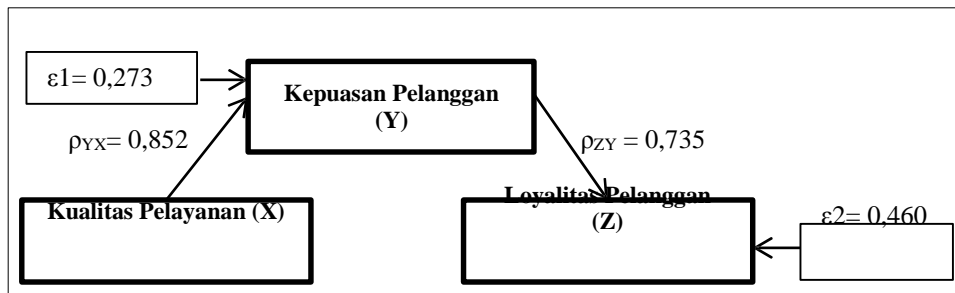 ε1= 0,273
Kepuasan Pelanggan
(Y)
ρYX= 0,852
ρZY = 0,735
Kualitas Pelayanan (X)
Loyalitas Pelanggan
(Z)
ε2= 0,460